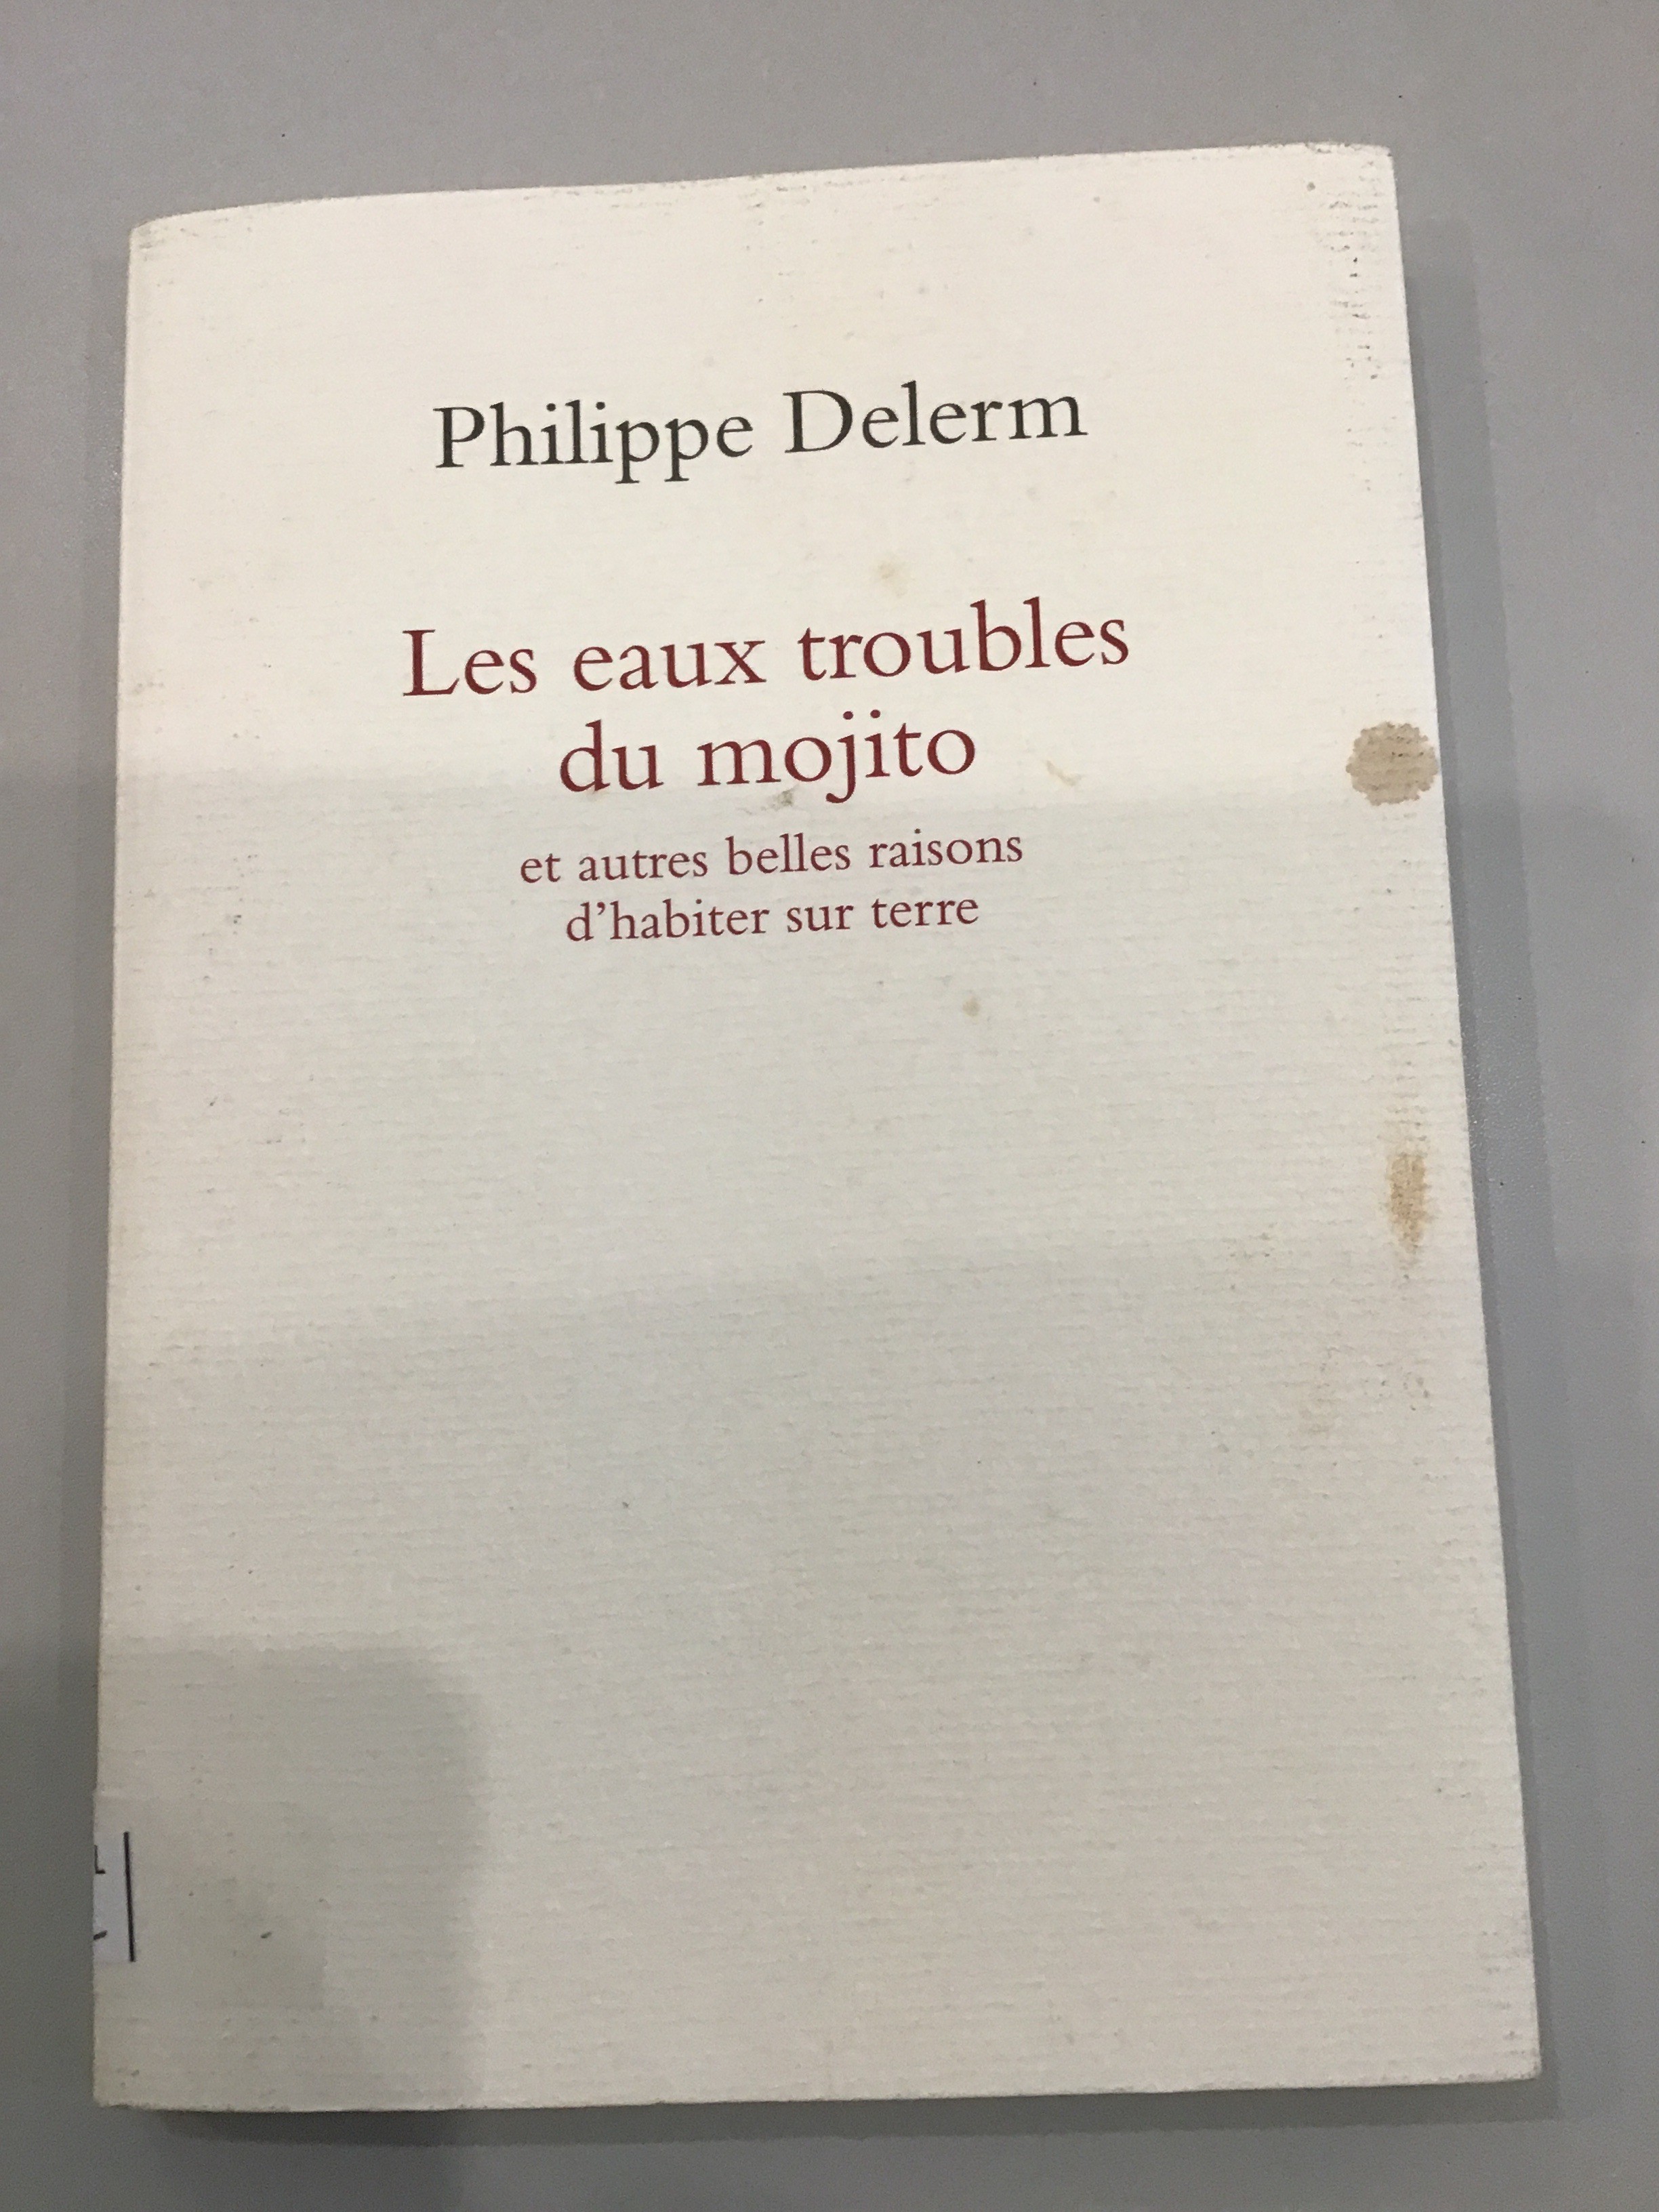 Philippe Delerm
Les eaux troubles
du mojito
et autres belles raisons
d'habiter sur terre